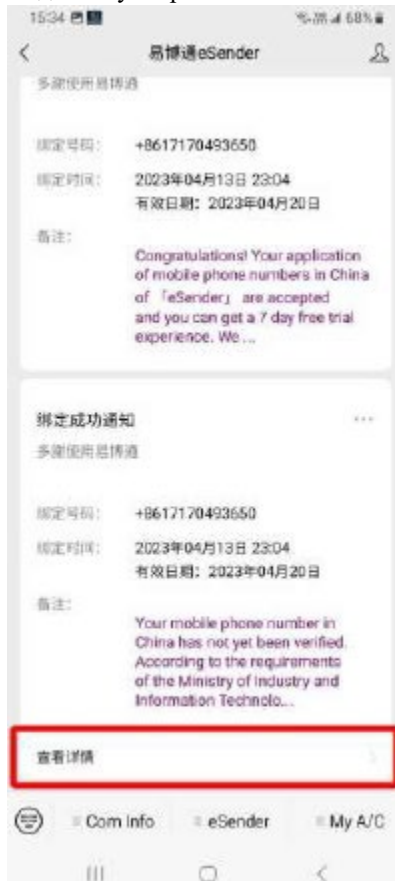 15:34
68%
易博通eSender
多謝使用易博通
绑定号码：
+8617170493650
绑定时间：
2023年04月13日 23:04
有效日期：2023年04月20日
备注：
Congratulations! Your application
of mobile phone numbers in China
of 「eSender」 are accepted
and you can get a 7 day free trial
experience. We ...
绑定成功通知
多謝使用易博通
绑定号码：
+8617170493650
绑定时间：
2023年04月13日 23:04
有效日期：2023年04月20日
备注：
Your mobile phone number in
China has not yet been verified.
According to the requirements
of the Ministry of Industry and
Information Technolo...
查看详情
Com Info
eSender
My A/C